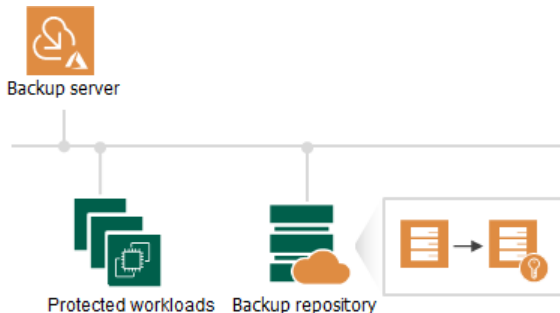 Backup server
Protected workloads
Backup repository